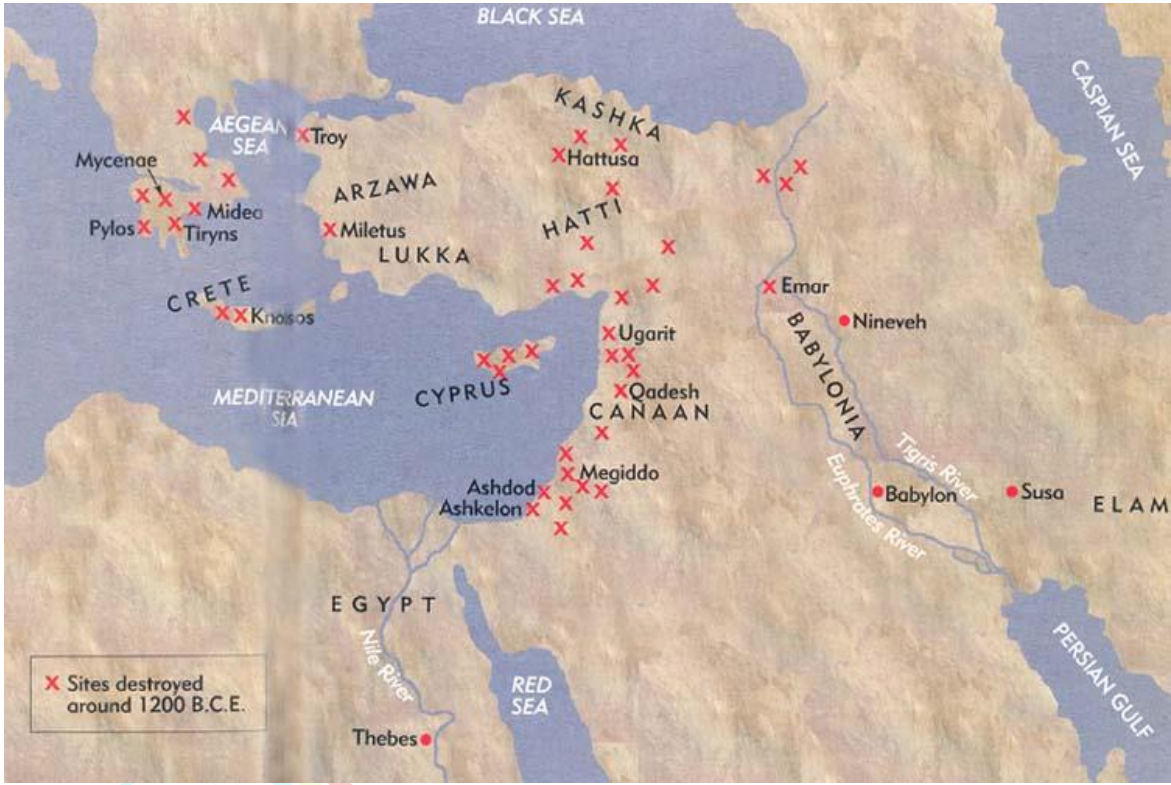 BLACK SEA
CASPIAN SEA
KASHKA
AEGEAN
SEA
Troy
Hattusa
Mycenae
ARZAWA
HATTI
Midea
Pylos
Tiryns
Miletus
LUKKA
CRETE
Knossos
Emar
Nineveh
BABYLONIA
Ugarit
Qadesh
CYPRUS
CANAAN
MEDITERRANEAN
SEA
Megiddo
Ashdod
Ashkelon
Tigris River
Euphrates River
Babylon
Susa
ELAM
EGYPT
Nile River
RED
SEA
PERSIAN GULF
X Sites destroyed
around 1200 B.C.E.
Thebes